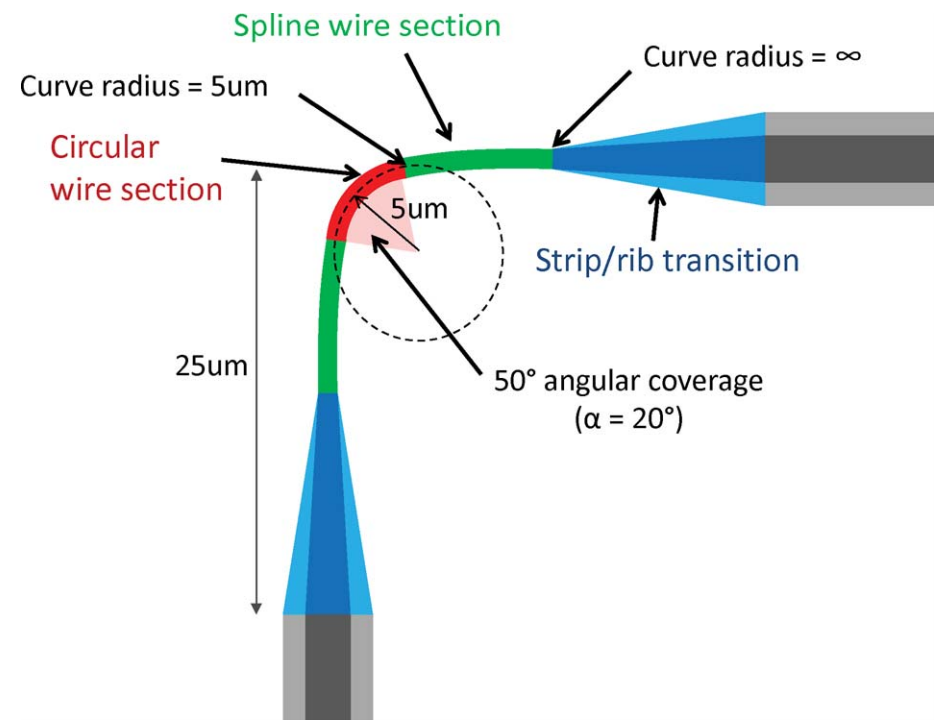 Spline wire section
Curve radius = ∞
Curve radius = 5um
Circular
wire section
5um
Strip/rib transition
25um
50° angular coverage
(α = 20°)